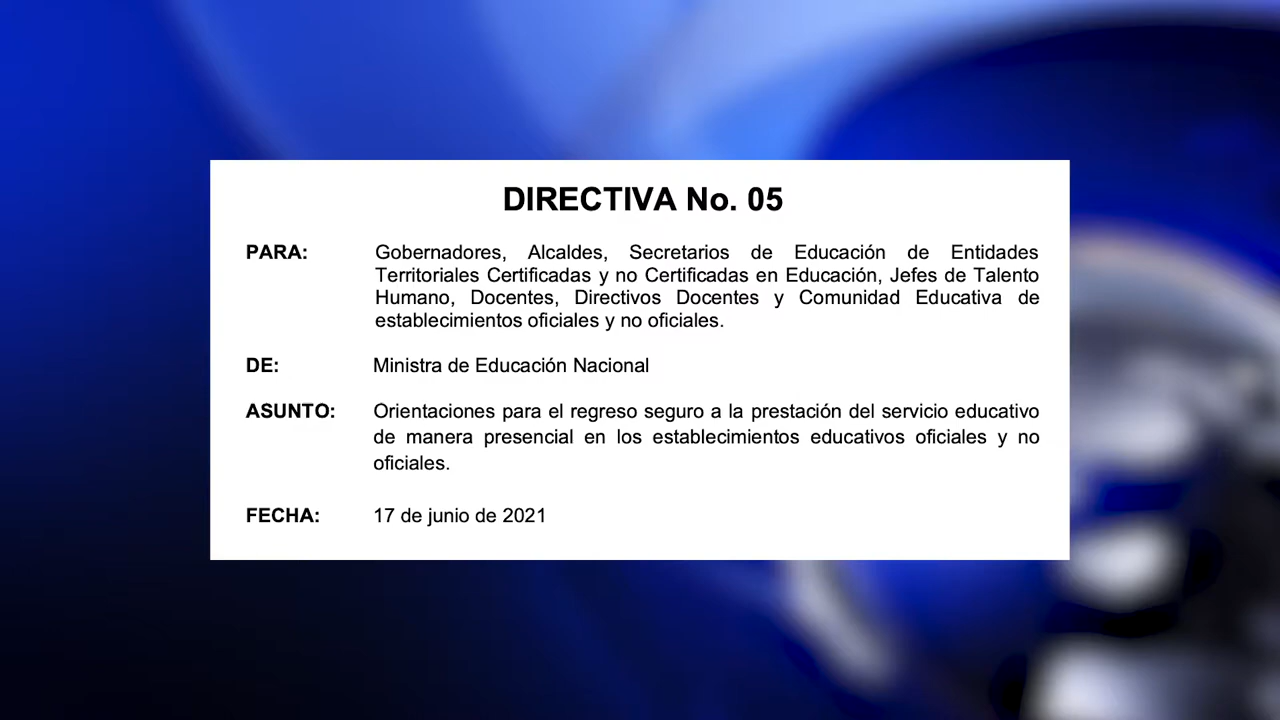 DIRECTIVA No. 05
PARA: Gobernadores, Alcaldes, Secretarios de Educación de Entidades
Territoriales Certificadas y no Certificadas en Educación, Jefes de Talento
Humano, Docentes, Directivos Docentes y Comunidad Educativa de
establecimientos oficiales y no oficiales.
DE: Ministra de Educación Nacional
ASUNTO: Orientaciones para el regreso seguro a la prestación del servicio educativo
de manera presencial en los establecimientos educativos oficiales y no
oficiales.
FECHA: 17 de junio de 2021